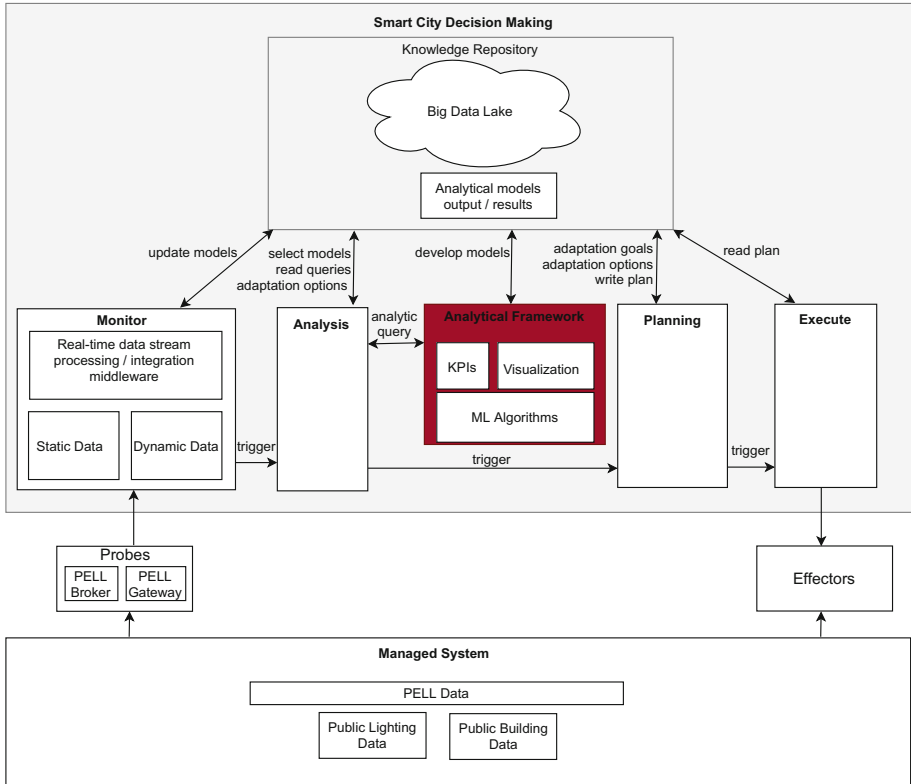 Smart City Decision Making
Knowledge Repository
Big Data Lake
Analytical models
output / results
update models
select models
read queries
adaptation options
develop models
adaptation goals
adaptation options
write plan
read plan
Monitor
Real-time data stream
processing / integration
middleware
Static Data
Dynamic Data
trigger
Analysis
analytic
query
Analytical Framework
KPIs
Visualization
ML Algorithms
trigger
Planning
trigger
Execute
Probes
PELL
Broker
PELL
Gateway
Effectors
Managed System
PELL Data
Public Lighting
Data
Public Building
Data